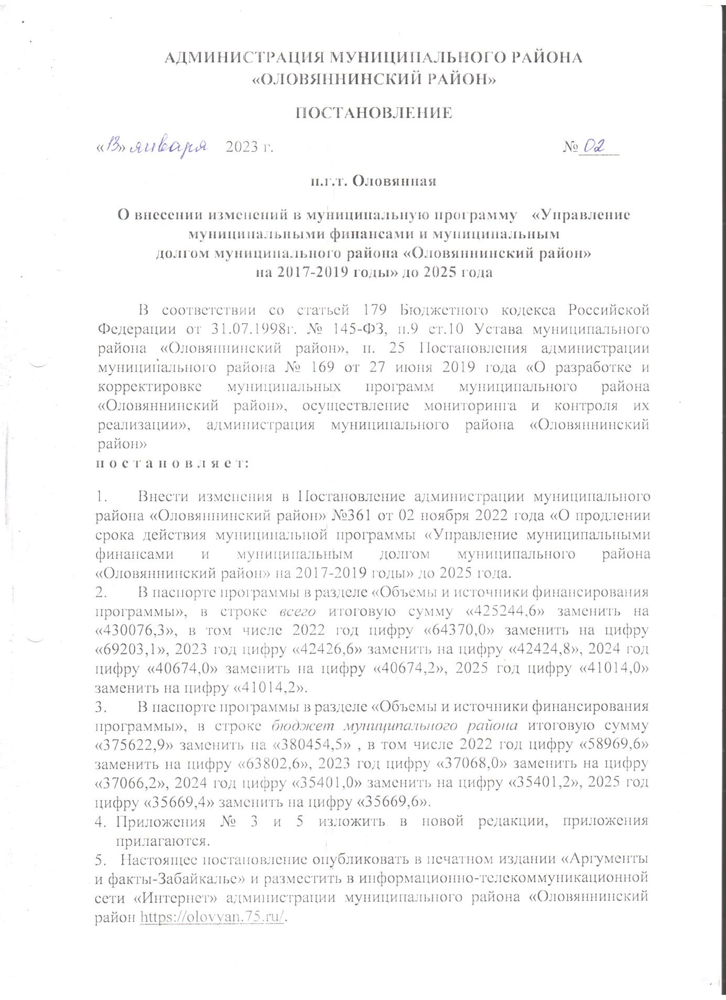 АДМИНИСТРАЦИЯ МУНИЦИПАЛЬНОГО РАЙОНА
«ОЛОВЯННИНСКИЙ РАЙОН»
ПОСТАНОВЛЕНИЕ
«13» января 2023 г. № 02
п.г.т. Оловянная
О внесении изменений в муниципальную программу «Управление
муниципальными финансами и муниципальным
долгом муниципального района «Оловяннинский район»
на 2017-2019 годы» до 2025 года
В соответствии со статьей 179 Бюджетного кодекса Российской
Федерации от 31.07.1998г. № 145-ФЗ, п.9 ст.10 Устава муниципального
района «Оловяннинский район», п. 25 Постановления администрации
муниципального района № 169 от 27 июня 2019 года «О разработке и
корректировке муниципальных программ муниципального района
«Оловяннинский район», осуществление мониторинга и контроля их
реализации», администрация муниципального района «Оловяннинский
район»
п о с т а н о в л я е т:
1. Внести изменения в Постановление администрации муниципального
района «Оловяннинский район» №361 от 02 ноября 2022 года «О продлении
срока действия муниципальной программы «Управление муниципальными
финансами и муниципальным долгом муниципального района
«Оловяннинский район» на 2017-2019 годы» до 2025 года.
2. В паспорте программы в разделе «Объемы и источники финансирования
программы», в строке всего итоговую сумму «425244,6» заменить на
«430076,3», в том числе 2022 год цифру «64370,0» заменить на цифру
«69203,1», 2023 год цифру «42426,6» заменить на цифру «42424,8», 2024 год
цифру «40674,0» заменить на цифру «40674,2», 2025 год цифру «41014,0»
заменить на цифру «41014,2».
3. В паспорте программы в разделе «Объемы и источники финансирования
программы», в строке бюджет муниципального района итоговую сумму
«375622,9» заменить на «380454,5» , в том числе 2022 год цифру «58969,6»
заменить на цифру «63802,6», 2023 год цифру «37068,0» заменить на цифру
«37066,2», 2024 год цифру «35401,0» заменить на цифру «35401,2», 2025 год
цифру «35669,4» заменить на цифру «35669,6».
4. Приложения № 3 и 5 изложить в новой редакции, приложения
прилагаются.
5. Настоящее постановление опубликовать в печатном издании «Аргументы
и факты-Забайкалье» и разместить в информационно-телекоммуникационной
сети «Интернет» администрации муниципального района «Оловяннинский
район https://olovyan.75.ru/.